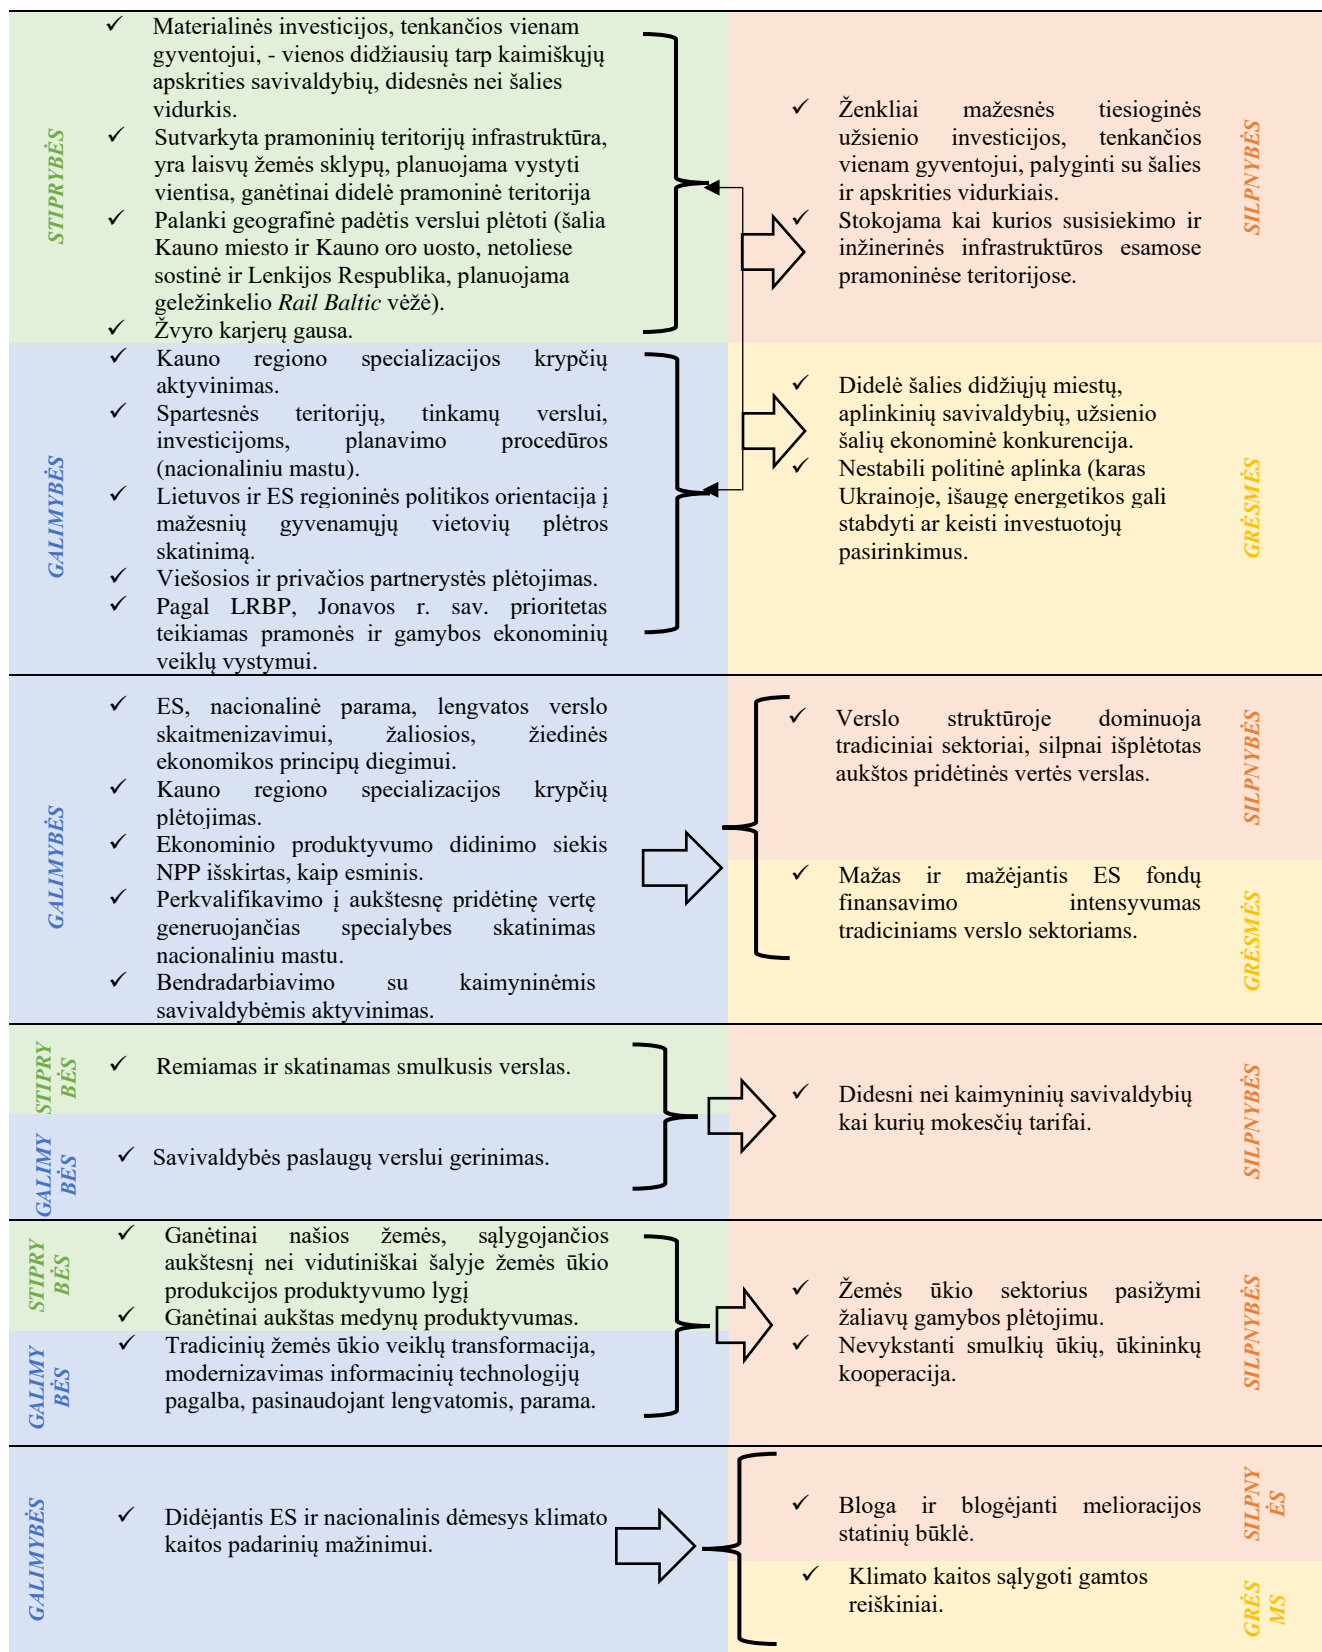 STIPRYBĖS
✓ Materialinės investicijos, tenkančios vienam
gyventojui, - vienos didžiausių tarp kaimiškųjų
apskrities savivaldybių, didesnės nei šalies
vidurkis.
✓ Sutvarkyta pramoninių teritorijų infrastruktūra,
yra laisvų žemės sklypų, planuojama vystyti
vientisa, ganėtinai didelė pramoninė teritorija
✓ Palanki geografinė padėtis verslui plėtoti (šalia
Kauno miesto ir Kauno oro uosto, netoliese
sostinė ir Lenkijos Respublika, planuojama
geležinkelio Rail Baltic vėžė).
✓ Žvyro karjerų gausa.
✓ Ženkliai mažesnės tiesioginės
užsienio investicijos, tenkančios
vienam gyventojui, palyginti su šalies
ir apskrities vidurkiais.
✓ Stokojama kai kurios susisiekimo ir
inžinerinės infrastruktūros esamose
pramoninėse teritorijose.
SILPNYBĖS
GALIMYBĖS
✓ Kauno regiono specializacijos krypčių
aktyvinimas.
✓ Spartesnės teritorijų, tinkamų verslui,
investicijoms, planavimo procedūros
(nacionaliniu mastu).
✓ Lietuvos ir ES regioninės politikos orientacija į
mažesnių gyvenamųjų vietovių plėtros
skatinimą.
✓ Viešosios ir privačios partnerystės plėtojimas.
✓ Pagal LRBP, Jonavos r. sav. prioritetas
teikiamas pramonės ir gamybos ekonominių
veiklų vystymui.
✓ Didelė šalies didžiųjų miestų,
aplinkinių savivaldybių, užsienio
šalių ekonominė konkurencija.
✓ Nestabili politinė aplinka (karas
Ukrainoje, išaugę energetikos gali
stabdyti ar keisti investuotojų
pasirinkimus.
GRĖSMĖS
GALIMYBĖS
✓ ES, nacionalinė parama, lengvatos verslo
skaitmenizavimui, žaliosios, žiedinės
ekonomikos principų diegimui.
✓ Kauno regiono specializacijos krypčių
plėtojimas.
✓ Ekonominio produktyvumo didinimo siekis
NPP išskirtas, kaip esminis.
✓ Perkvalifikavimo į aukštesnę pridėtinę vertę
generuojančias specialybes skatinimas
nacionaliniu mastu.
✓ Bendradarbiavimo su kaimyninėmis
savivaldybėmis aktyvinimas.
✓ Verslo struktūroje dominuoja
tradiciniai sektoriai, silpnai išplėtotas
aukštos pridėtinės vertės verslas.
SILPNYBĖS
✓ Mažas ir mažėjantis ES fondų
finansavimo intensyvumas
tradiciniams verslo sektoriams.
GRĖSMĖS
STIPRY
BĖS
✓ Remiamas ir skatinamas smulkusis verslas.
GALIMY
BĖS
✓ Savivaldybės paslaugų verslui gerinimas.
✓ Didesni nei kaimyninių savivaldybių
kai kurių mokesčių tarifai.
SILPNYBĖS
STIPRY
BĖS
✓ Ganėtinai našios žemės, sąlygojančios
aukštesnį nei vidutiniškai šalyje žemės ūkio
produkcijos produktyvumo lygį
✓ Ganėtinai aukštas medynų produktyvumas.
GALIMY
BĖS
✓ Tradicinių žemės ūkio veiklų transformacija,
modernizavimas informacinių technologijų
pagalba, pasinaudojant lengvatomis, parama.
✓ Žemės ūkio sektorius pasižymi
žaliavų gamybos plėtojimu.
✓ Nevykstanti smulkių ūkių, ūkininkų
kooperacija.
SILPNYBĖS
GALIMYBĖS
✓ Didėjantis ES ir nacionalinis dėmesys klimato
kaitos padarinių mažinimui.
✓ Bloga ir blogėjanti melioracijos
statinių būklė.
SILPNY
ĖS
✓ Klimato kaitos sąlygoti gamtos
reiškiniai.
GRĖS
MS